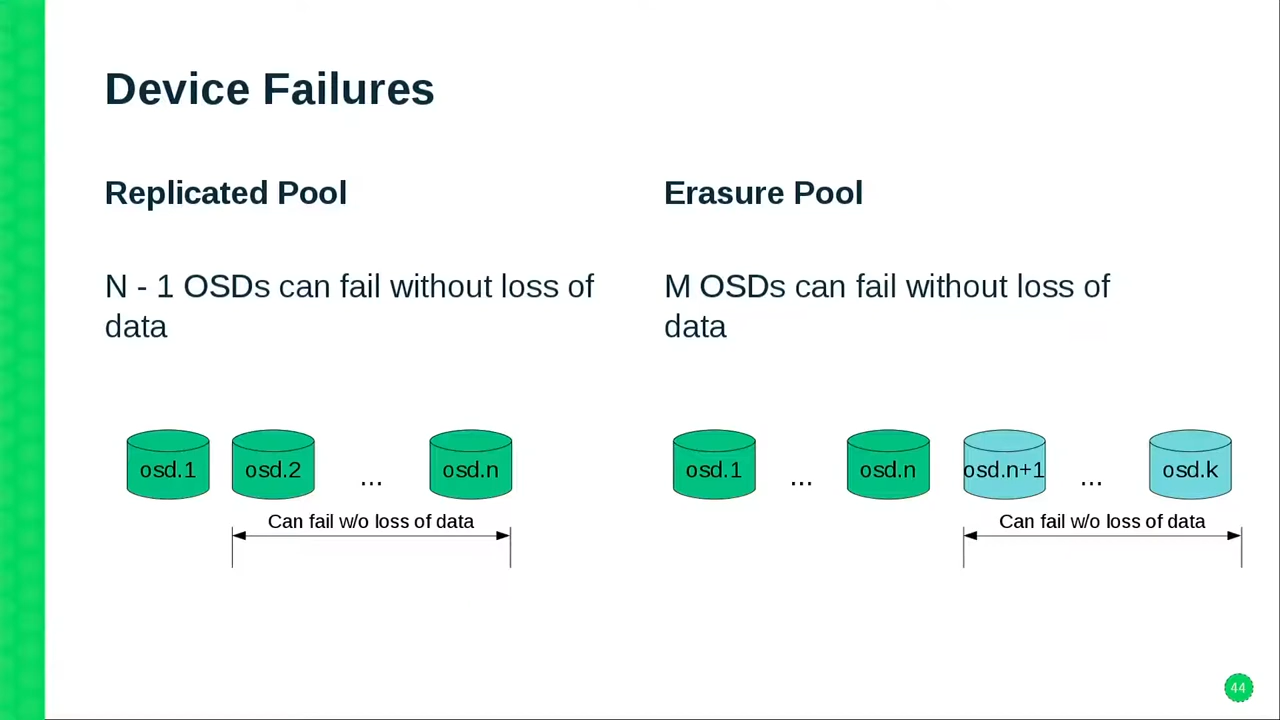 Device Failures
Replicated Pool
N - 1 OSDs can fail without loss of
data
osd.1 osd.2 ... osd.n
Can fail w/o loss of data
Erasure Pool
M OSDs can fail without loss of
data
osd.1 ... osd.n osd.n+1 ... osd.k
Can fail w/o loss of data
44